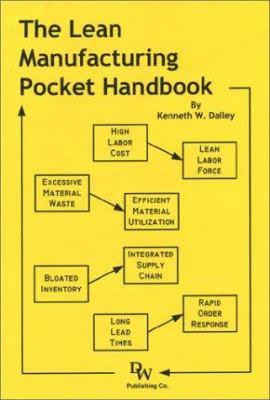 The Lean
Manufacturing
Pocket Handbook
By
Kenneth W. Dailey
HIGH
LABOR
COST
LEAN
LABOR
FORCE
EXCESSIVE
MATERIAL
WASTE
EFFICIENT
MATERIAL
UTILIZATION
INTEGRATED
SUPPLY
CHAIN
BLOATED
INVENTORY
RAPID
ORDER
RESPONSE
LONG
LEAD
TIMES
DW
Publishing Co.